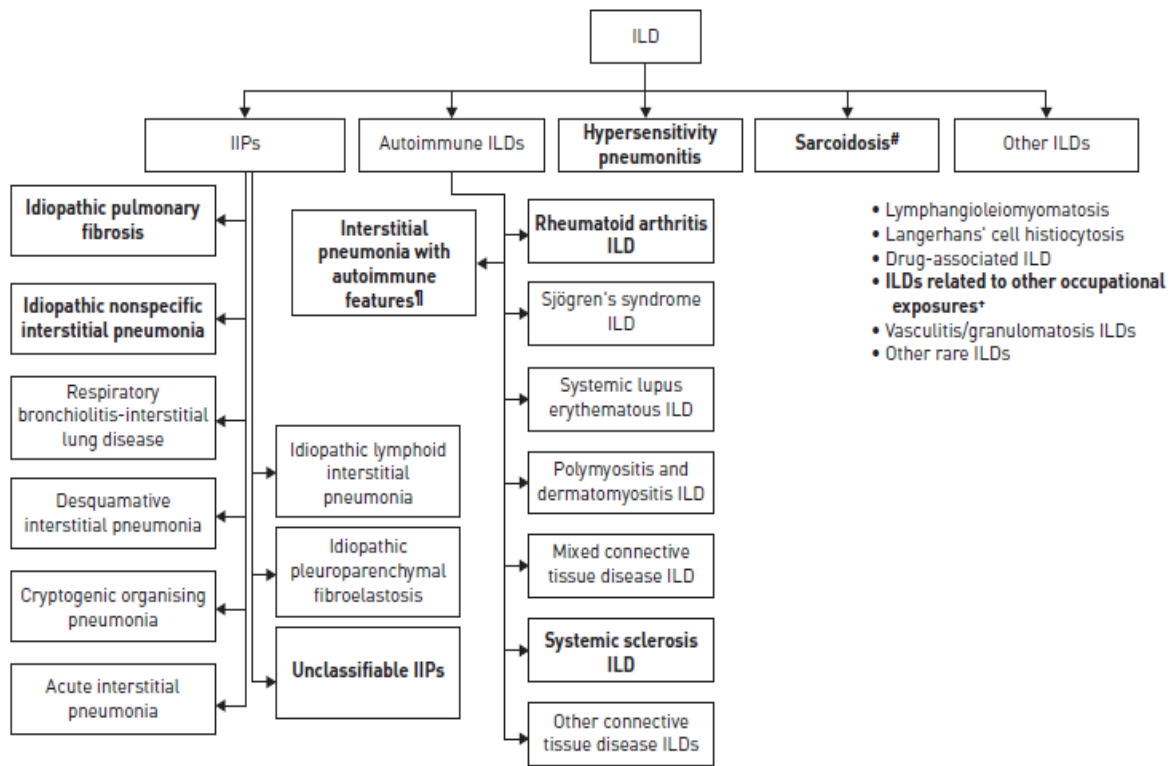 ILD
IIPs
Autoimmune ILDs
Hypersensitivity
pneumonitis
Sarcoidosis#
Other ILDs
Idiopathic pulmonary
fibrosis
Idiopathic nonspecific
interstitial pneumonia
Respiratory
bronchiolitis-interstitial
lung disease
Desquamative
interstitial pneumonia
Cryptogenic organising
pneumonia
Acute interstitial
pneumonia
Idiopathic lymphoid
interstitial
pneumonia
Idiopathic
pleuroparenchymal
fibroelastosis
Unclassifiable IIPs
Interstitial
pneumonia with
autoimmune
features¶
Rheumatoid arthritis
ILD
Sjögren's syndrome
ILD
Systemic lupus
erythematous ILD
Polymyositis and
dermatomyositis ILD
Mixed connective
tissue disease ILD
Systemic sclerosis
ILD
Other connective
tissue disease ILDs
• Lymphangioleiomyomatosis
• Langerhans' cell histiocytosis
• Drug-associated ILD
• ILDs related to other occupational
exposures+
• Vasculitis/granulomatosis ILDs
• Other rare ILDs